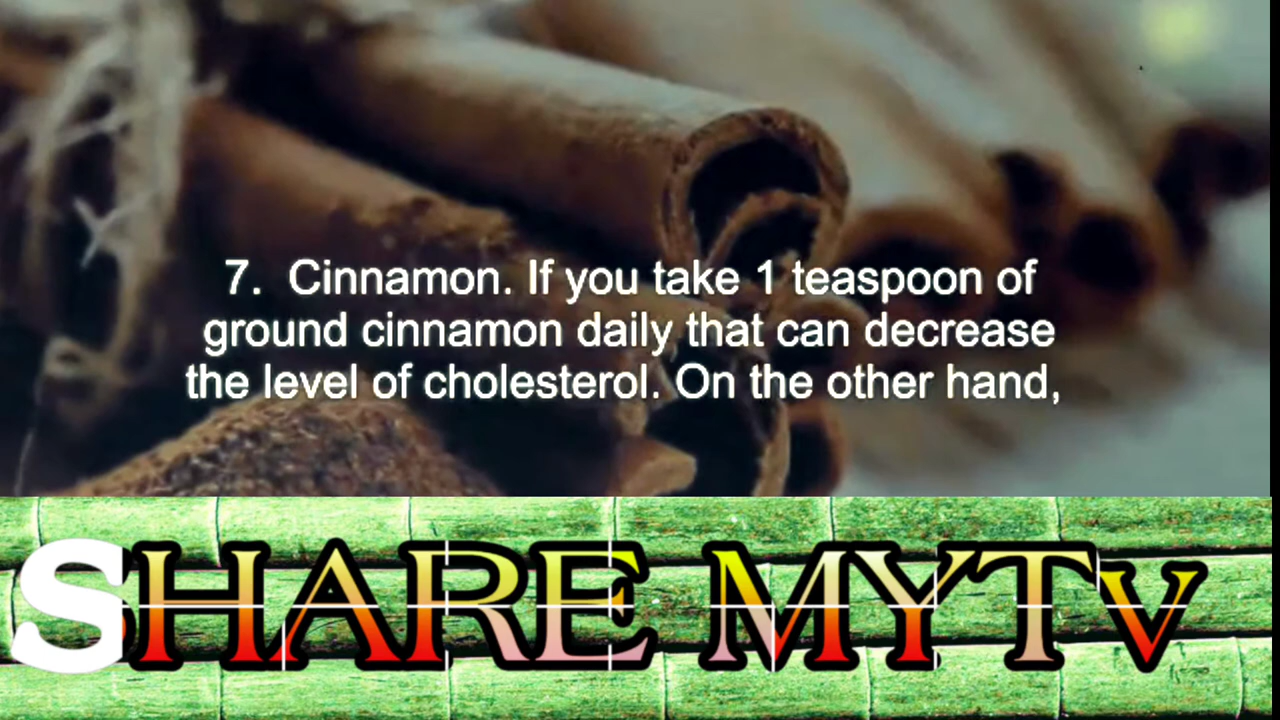 7. Cinnamon. If you take 1 teaspoon of
ground cinnamon daily that can decrease
the level of cholesterol. On the other hand,
SHARE MYTv